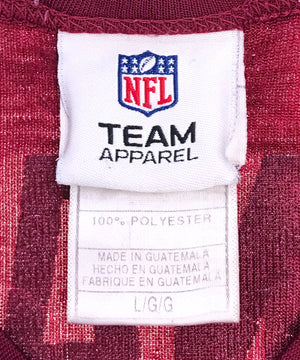 NFL
TEAM
APPAREL
100% POLYESTER
MADE IN GUATEMALA
HECHO EN GUATEMALA
FABRIQUE EN GUATEMALA
L/G/G